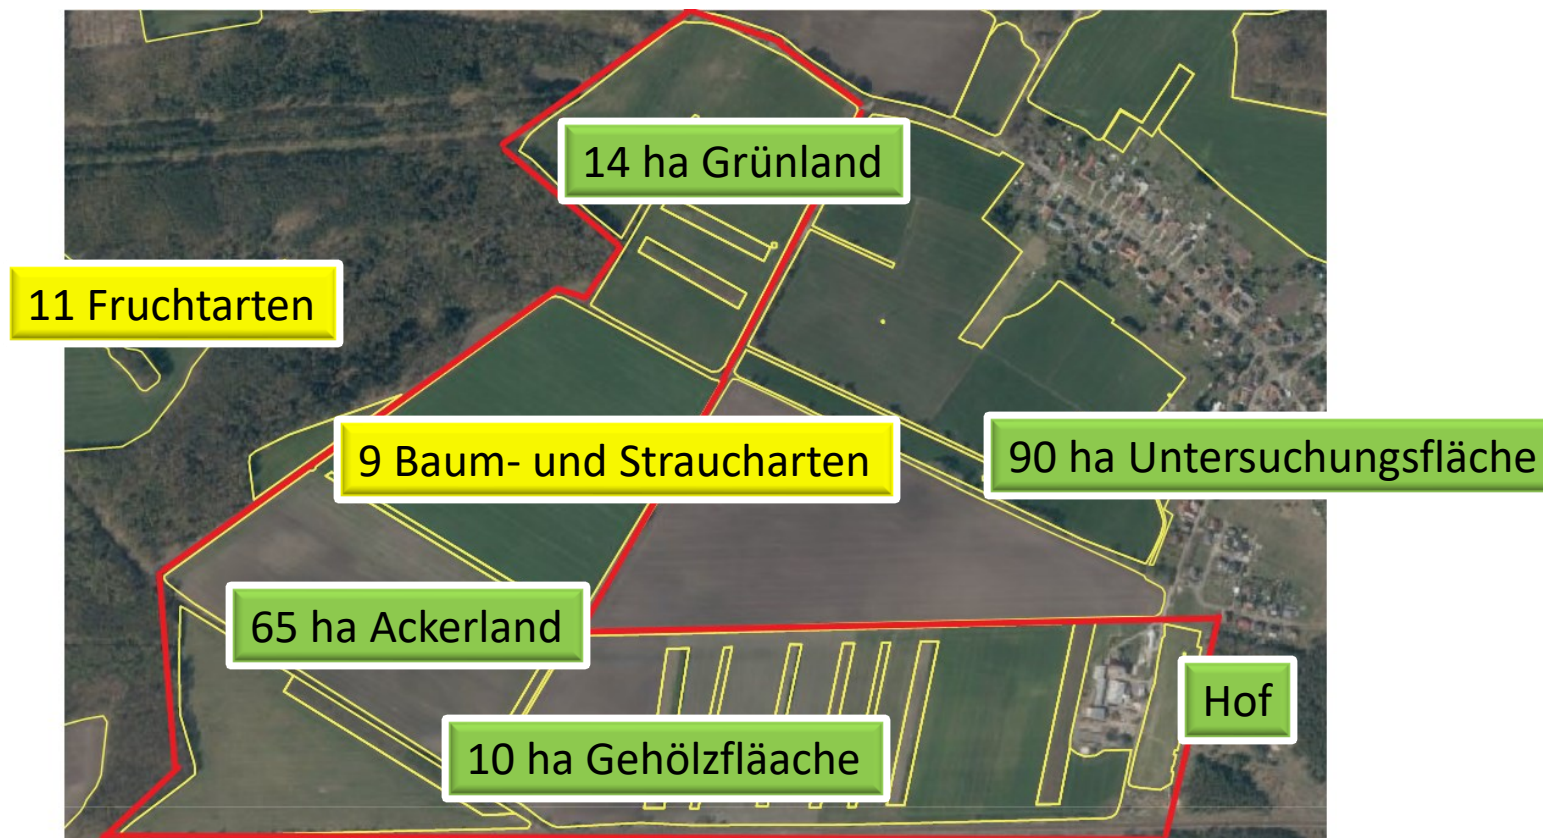 14 ha Grünland
11 Fruchtarten
9 Baum- und Straucharten
90 ha Untersuchungsfläche
65 ha Ackerland
Hof
10 ha Gehölzfläache